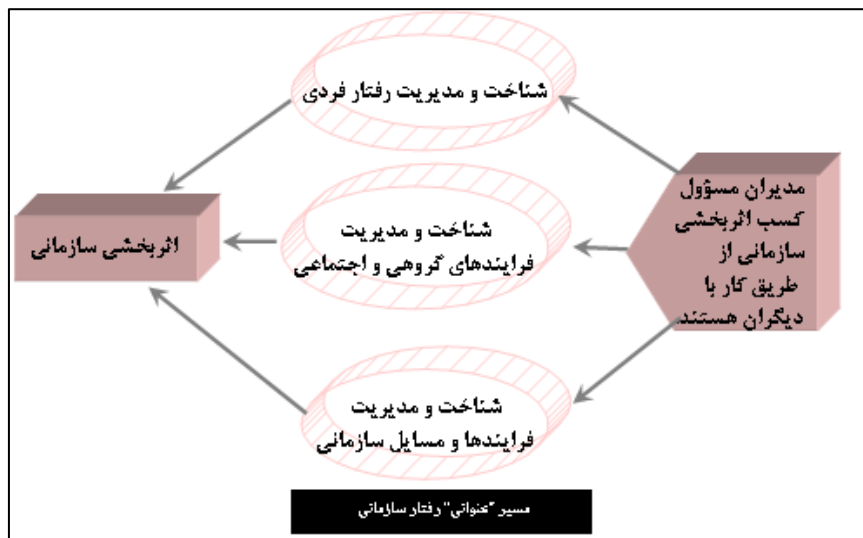 شناخت و مدیریت رفتار فردی
مدیران مسؤول
کسب اثربخشی
سازمانی از
طریق کار با
دیگران هستند.
شناخت و مدیریت
فرایندهای گروهی و اجتماعی
اثربخشی سازمانی
شناخت و مدیریت
فرایندها و مسایل سازمانی
مسیر "عنوانی" رفتار سازمانی